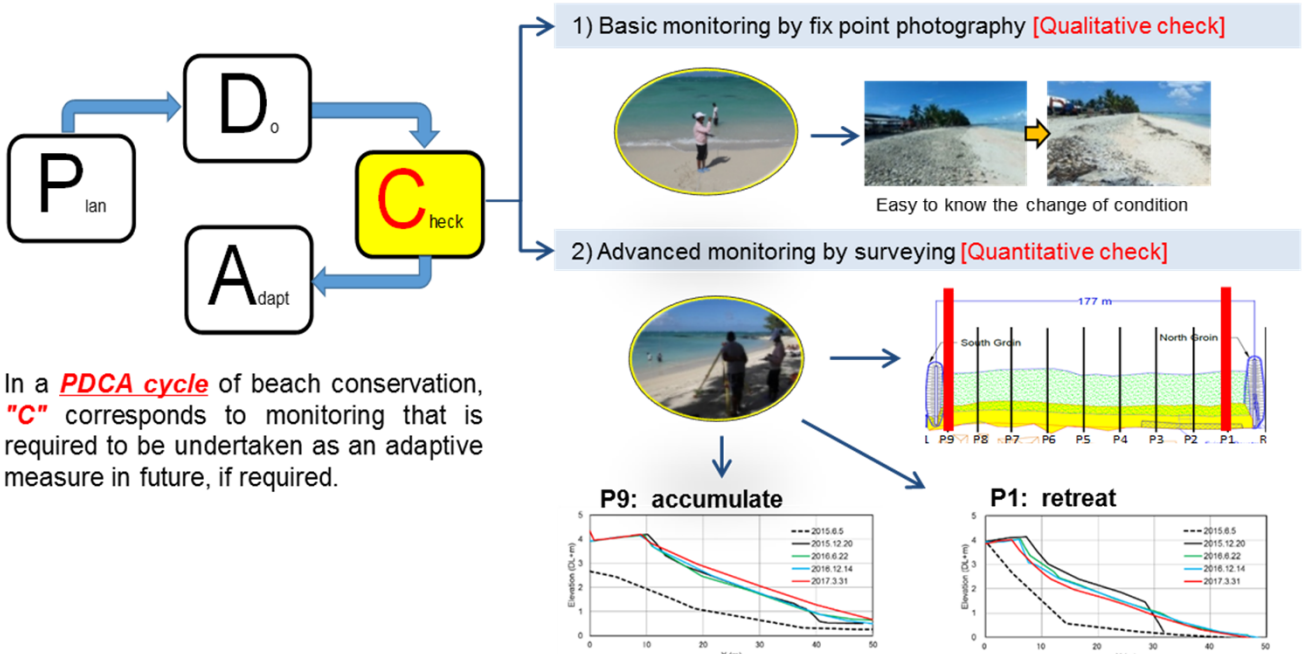 Plan
Do
Check
Adapt
In a PDCA cycle of beach conservation,
"C" corresponds to monitoring that is
required to be undertaken as an adaptive
measure in future, if required.
1) Basic monitoring by fix point photography [Qualitative check]
Easy to know the change of condition
2) Advanced monitoring by surveying [Quantitative check]
177 m
South Groin
North Groin
L P9 P8 P7 P6 P5 P4 P3 P2 P1 R
P9: accumulate
Elevation (DL+m)
5
4
3
2
1
0
0 10 20 30 40 50
2015.6.5
2015.12.20
2016.6.22
2016.12.14
2017.3.31
P1: retreat
Elevation (DL+m)
5
4
3
2
1
0
0 10 20 30 40 50
2015.6.5
2015.12.20
2016.6.22
2016.12.14
2017.3.31